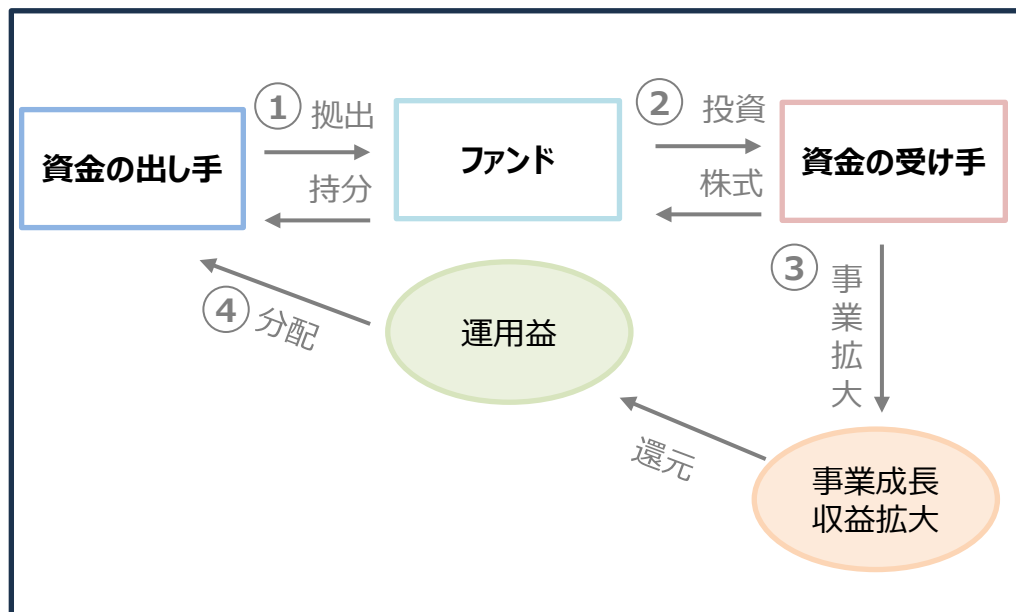 ① 拠出
② 投資
資金の出し手
ファンド
資金の受け手
持分
株式
③ 事業拡大
④ 分配
運用益
還元
事業成長
収益拡大